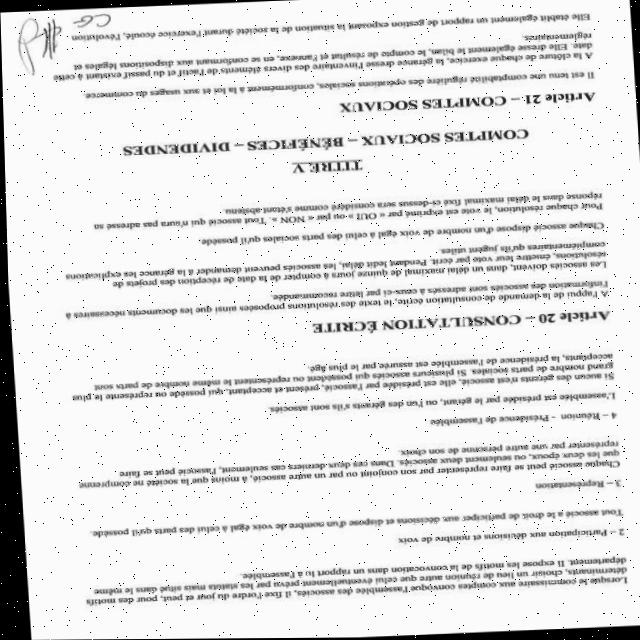 Lorsque le commissaire aux comptes convoque l'assemblée des associés, il fixe l'ordre du jour et peut, pour des motifs
déterminants, choisir un lieu de réunion autre que celui éventuellement prévu par les statuts mais situé dans le même
département. Il expose les motifs de la convocation dans un rapport lu à l'assemblée.
2 – Participation aux décisions et nombre de voix
Tout associé a le droit de participer aux décisions et dispose d'un nombre de voix égal à celui des parts qu'il possède.
3 – Représentation
Chaque associé peut se faire représenter par son conjoint ou par un autre associé, à moins que la société ne comprenne
que les deux époux, ou seulement deux associés. Dans ces deux derniers cas seulement, l'associé peut se faire
représenter par une autre personne de son choix.
4 – Réunion – Présidence de l'assemblée
L'assemblée est présidée par le gérant, ou l'un des gérants s'ils sont associés.
Si aucun des gérants n'est associé, elle est présidée par l'associé, présent et acceptant, qui possède ou représente le plus
grand nombre de parts sociales. Si plusieurs associés qui possèdent ou représentent le même nombre de parts sont
acceptants, la présidence de l'assemblée est assurée par le plus âgé.
Article 20 – CONSULTATION ÉCRITE
A l'appui de la demande de consultation écrite, le texte des résolutions proposées ainsi que les documents nécessaires à
l'information des associés sont adressés à ceux-ci par lettre recommandée.
Les associés doivent, dans un délai maximal de quinze jours à compter de la date de réception des projets de
résolutions, émettre leur vote par écrit. Pendant ledit délai, les associés peuvent demander à la gérance les explications
complémentaires qu'ils jugent utiles.
Chaque associé dispose d'un nombre de voix égal à celui des parts sociales qu'il possède.
Pour chaque résolution, le vote est exprimé par « OUI » ou par « NON ». Tout associé qui n'aura pas adressé sa
réponse dans le délai maximal fixé ci-dessus sera considéré comme s'étant abstenu.
TITRE V
COMPTES SOCIAUX – BÉNÉFICES – DIVIDENDES
Article 21 – COMPTES SOCIAUX
Il est tenu une comptabilité régulière des opérations sociales, conformément à la loi et aux usages du commerce.
A la clôture de chaque exercice, la gérance dresse l'inventaire des divers éléments de l'actif et du passif existant à cette
date. Elle dresse également le bilan, le compte de résultat et l'annexe, en se conformant aux dispositions légales et
réglementaires.
Elle établit également un rapport de gestion exposant la situation de la société durant l'exercice écoulé, l'évolution